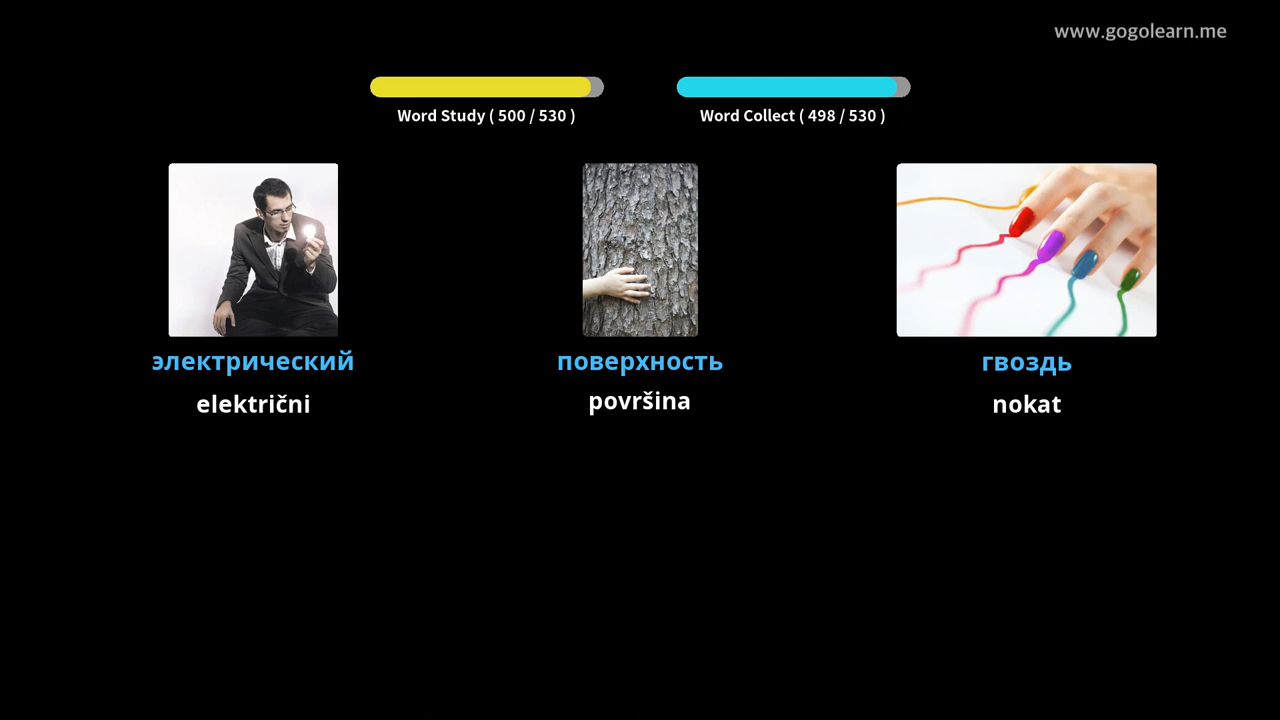 www.gogolearn.me
Word Study ( 500 / 530 )
Word Collect ( 498 / 530 )
электрический
поверхность
гвоздь
električni
površina
nokat